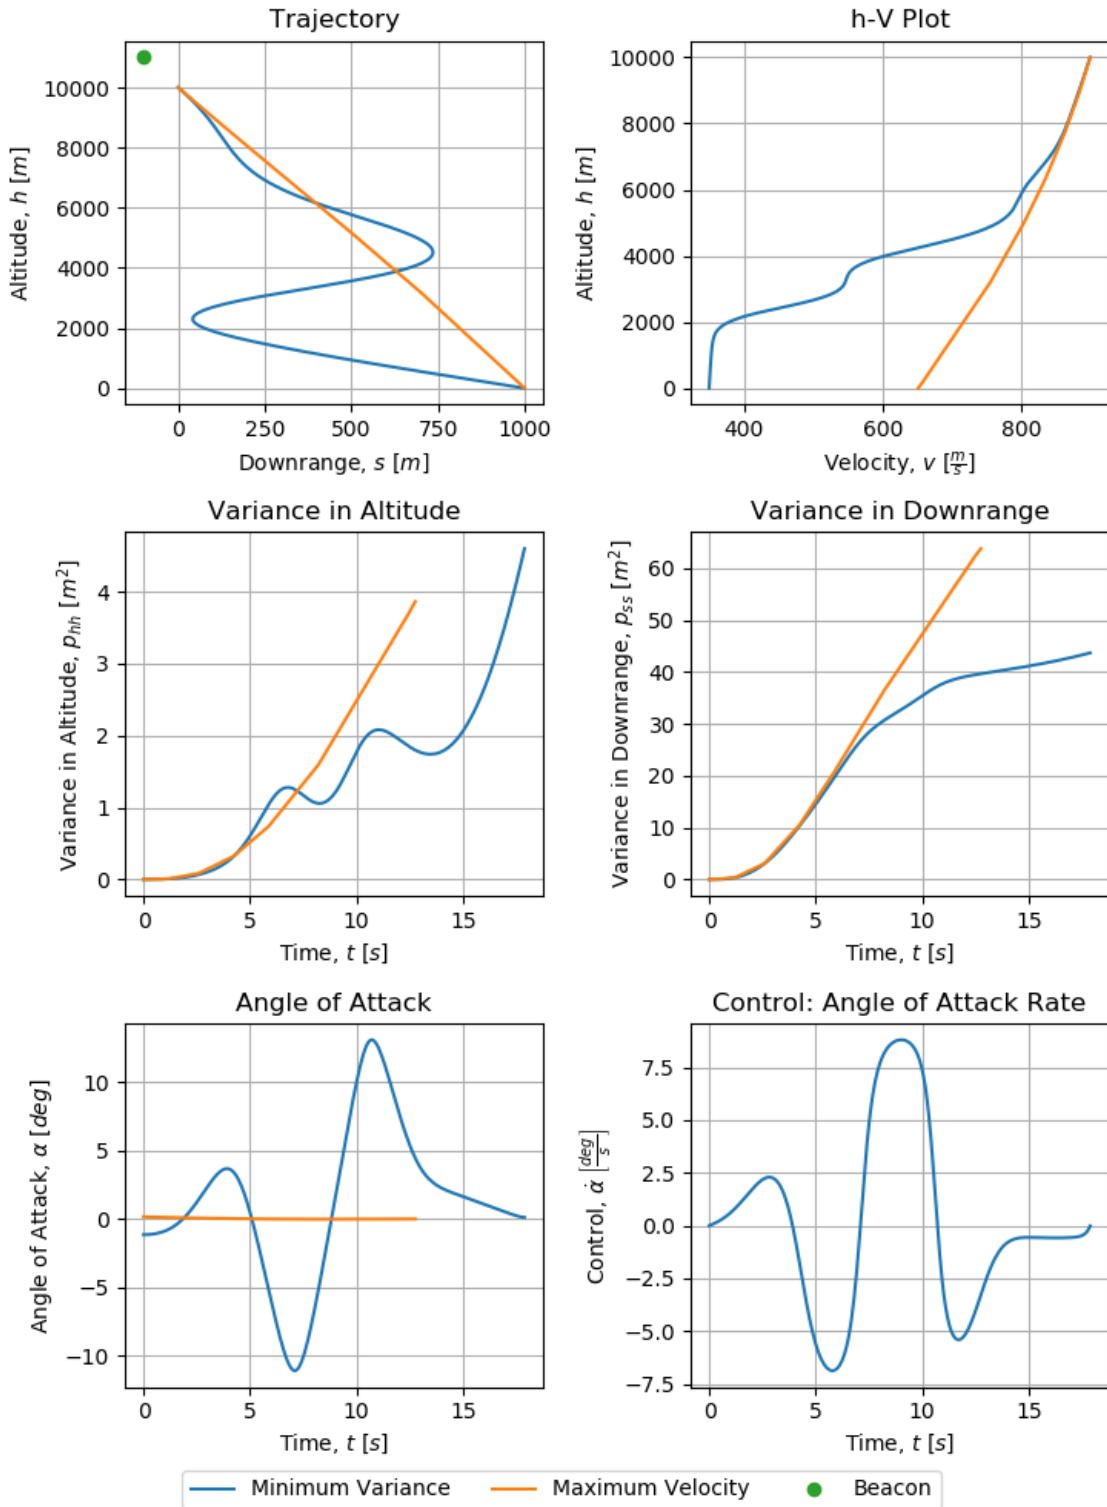 Trajectory
h-V Plot
10000
8000
6000
4000
2000
0
Altitude, h [m]
0 250 500 750 1000
Downrange, s [m]
10000
8000
6000
4000
2000
0
Altitude, h [m]
400 600 800
Velocity, v [m/s]
Variance in Altitude
Variance in Downrange
4
3
2
1
0
Variance in Altitude, p_hh [m²]
0 5 10 15
Time, t [s]
60
50
40
30
20
10
0
Variance in Downrange, p_ss [m²]
0 5 10 15
Time, t [s]
Angle of Attack
Control: Angle of Attack Rate
10
5
0
−5
−10
Angle of Attack, α [deg]
0 5 10 15
Time, t [s]
7.5
5.0
2.5
0.0
−2.5
−5.0
−7.5
Control, α̇ [deg/s]
0 5 10 15
Time, t [s]
Minimum Variance Maximum Velocity Beacon